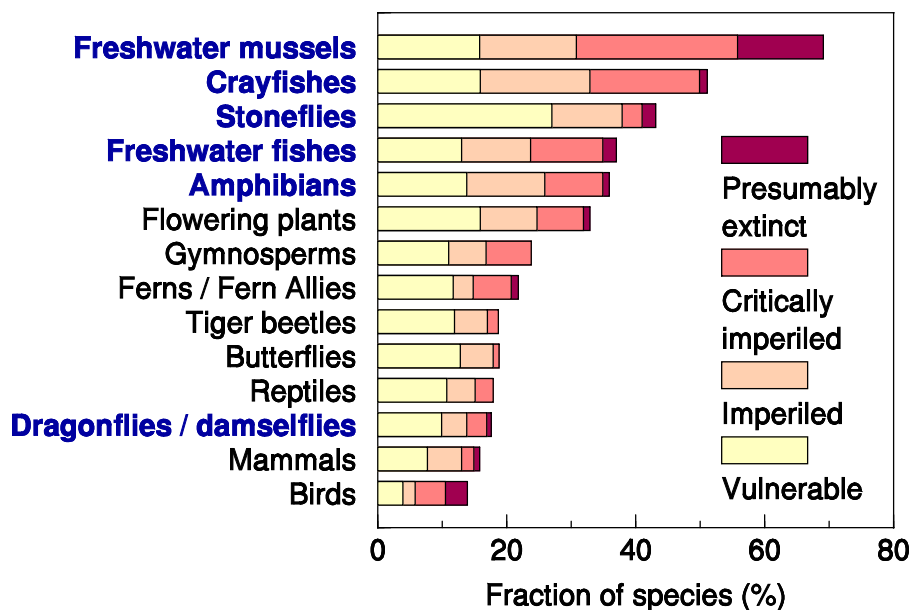 Freshwater mussels
Crayfishes
Stoneflies
Freshwater fishes
Amphibians
Flowering plants
Gymnosperms
Ferns / Fern Allies
Tiger beetles
Butterflies
Reptiles
Dragonflies / damselflies
Mammals
Birds
Presumably
extinct
Critically
imperiled
Imperiled
Vulnerable
0 20 40 60 80
Fraction of species (%)